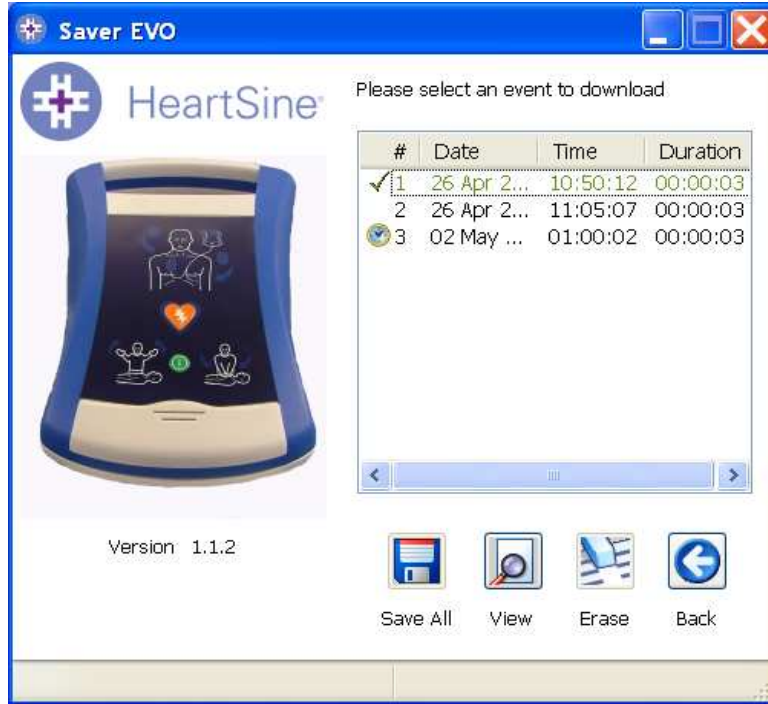 Saver EVO
HeartSine®
Please select an event to download
# Date Time Duration
1 26 Apr 2... 10:50:12 00:00:03
2 26 Apr 2... 11:05:07 00:00:03
3 02 May ... 01:00:02 00:00:03
Version 1.1.2
Save All View Erase Back